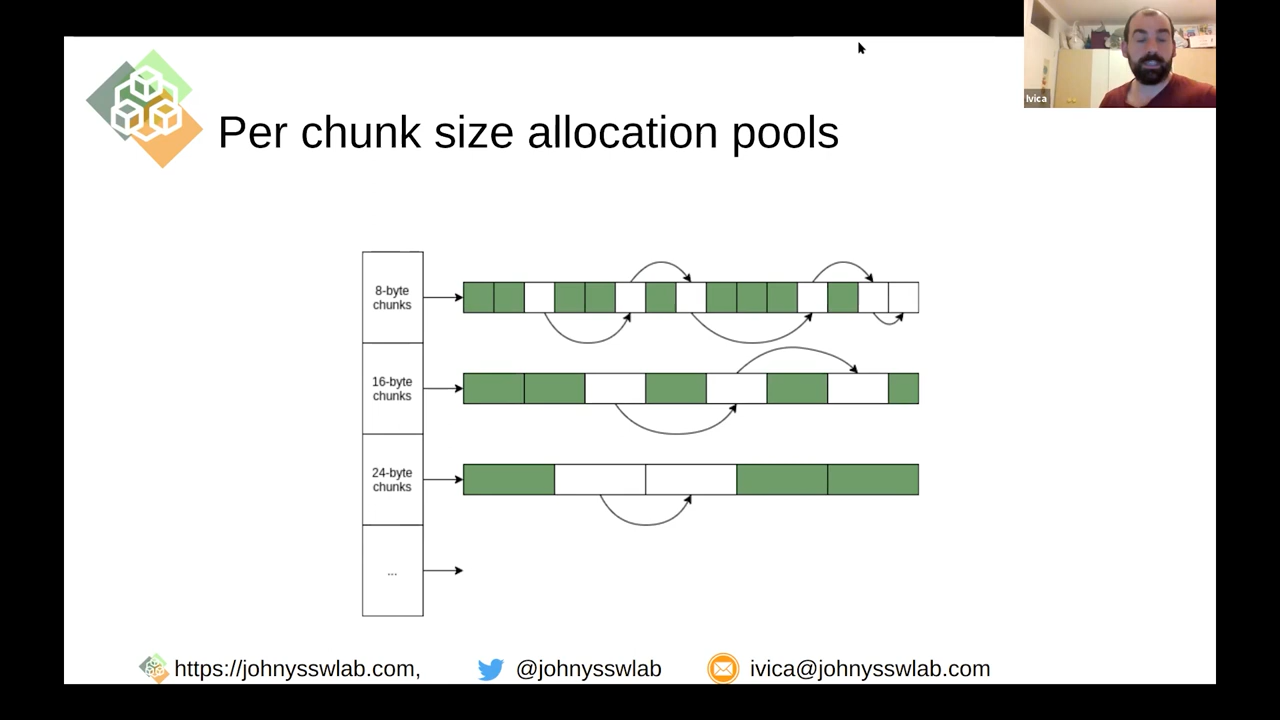 Ivica
Per chunk size allocation pools
8-byte
chunks
16-byte
chunks
24-byte
chunks
...
https://johnysswlab.com,
@johnysswlab
ivica@johnysswlab.com